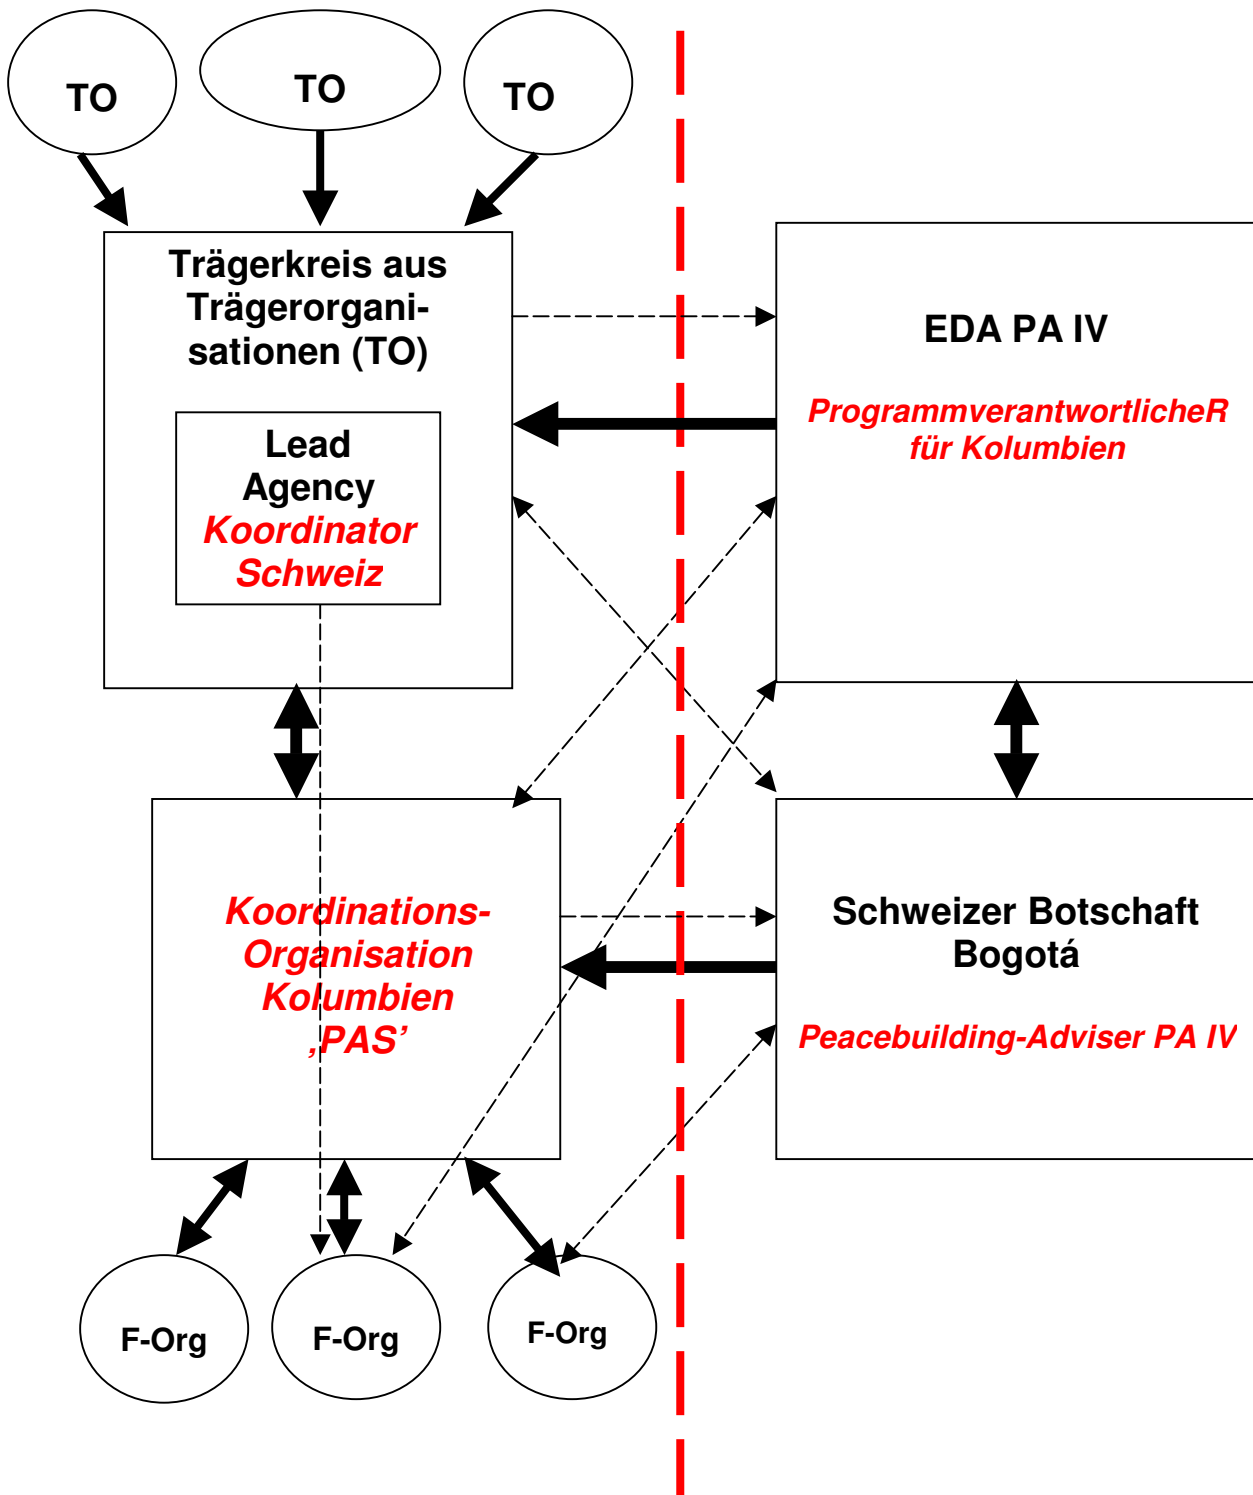 TO
TO
TO
Trägerkreis aus
Trägerorgani-
sationen (TO)
Lead
Agency
Koordinator
Schweiz
EDA PA IV
ProgrammverantwortlicheR
für Kolumbien
Koordinations-
Organisation
Kolumbien
‚PAS’
Schweizer Botschaft
Bogotá
Peacebuilding-Adviser PA IV
F-Org
F-Org
F-Org